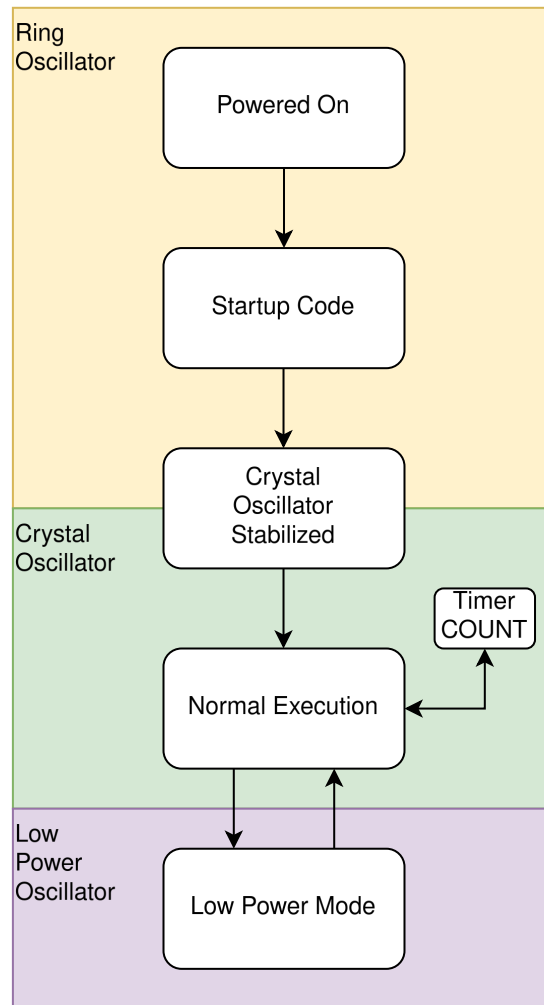 Ring
Oscillator
Powered On
Startup Code
Crystal
Oscillator
Stabilized
Crystal
Oscillator
Timer
COUNT
Normal Execution
Low
Power
Oscillator
Low Power Mode